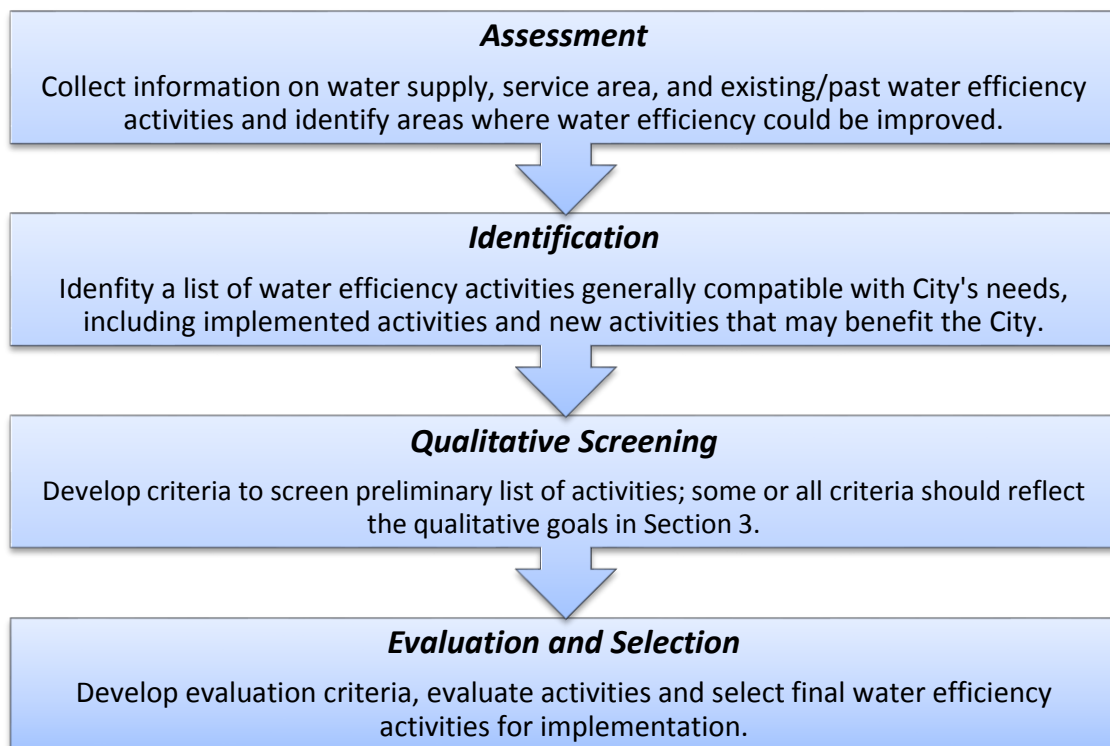 Assessment
Collect information on water supply, service area, and existing/past water efficiency
activities and identify areas where water efficiency could be improved.
Identification
Idenfity a list of water efficiency activities generally compatible with City's needs,
including implemented activities and new activities that may benefit the City.
Qualitative Screening
Develop criteria to screen preliminary list of activities; some or all criteria should reflect
the qualitative goals in Section 3.
Evaluation and Selection
Develop evaluation criteria, evaluate activities and select final water efficiency
activities for implementation.